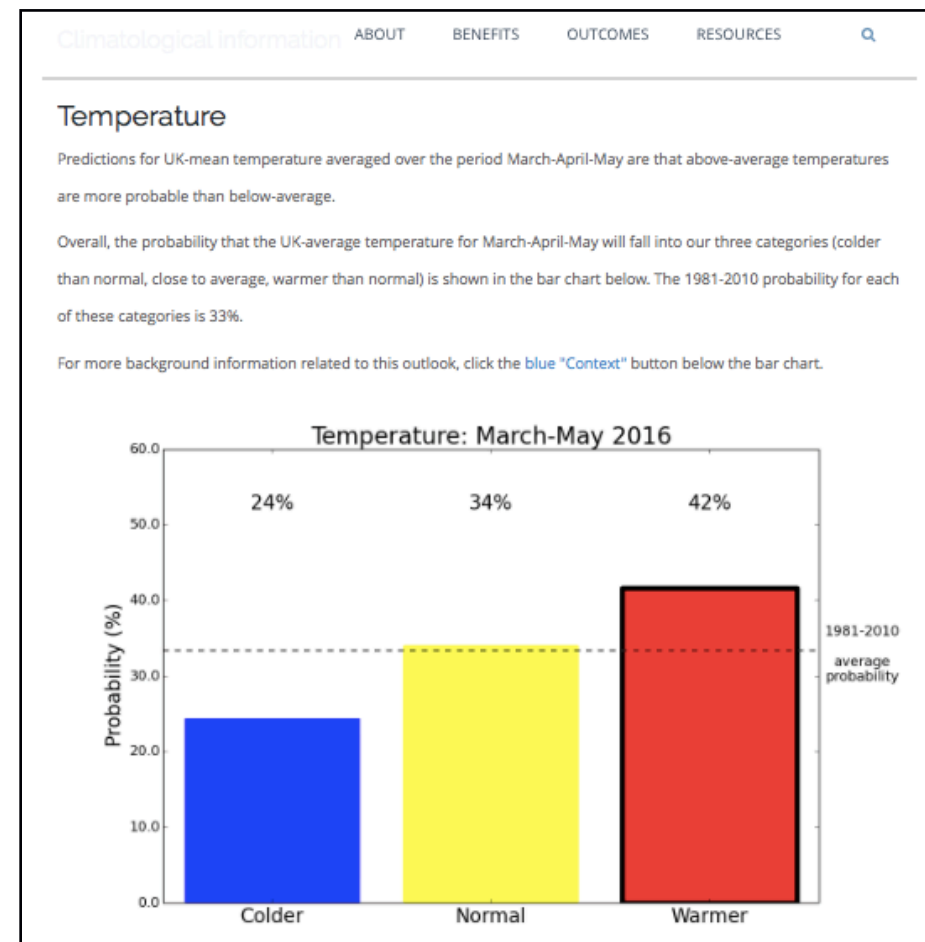 Climatological information ABOUT BENEFITS OUTCOMES RESOURCES
Temperature
Predictions for UK-mean temperature averaged over the period March-April-May are that above-average temperatures
are more probable than below-average.
Overall, the probability that the UK-average temperature for March-April-May will fall into our three categories (colder
than normal, close to average, warmer than normal) is shown in the bar chart below. The 1981-2010 probability for each
of these categories is 33%.
For more background information related to this outlook, click the blue "Context" button below the bar chart.
Temperature: March-May 2016
60.0
24% 34% 42%
50.0
40.0
Probability (%)
1981-2010
average
probability
30.0
20.0
10.0
0.0
Colder Normal Warmer